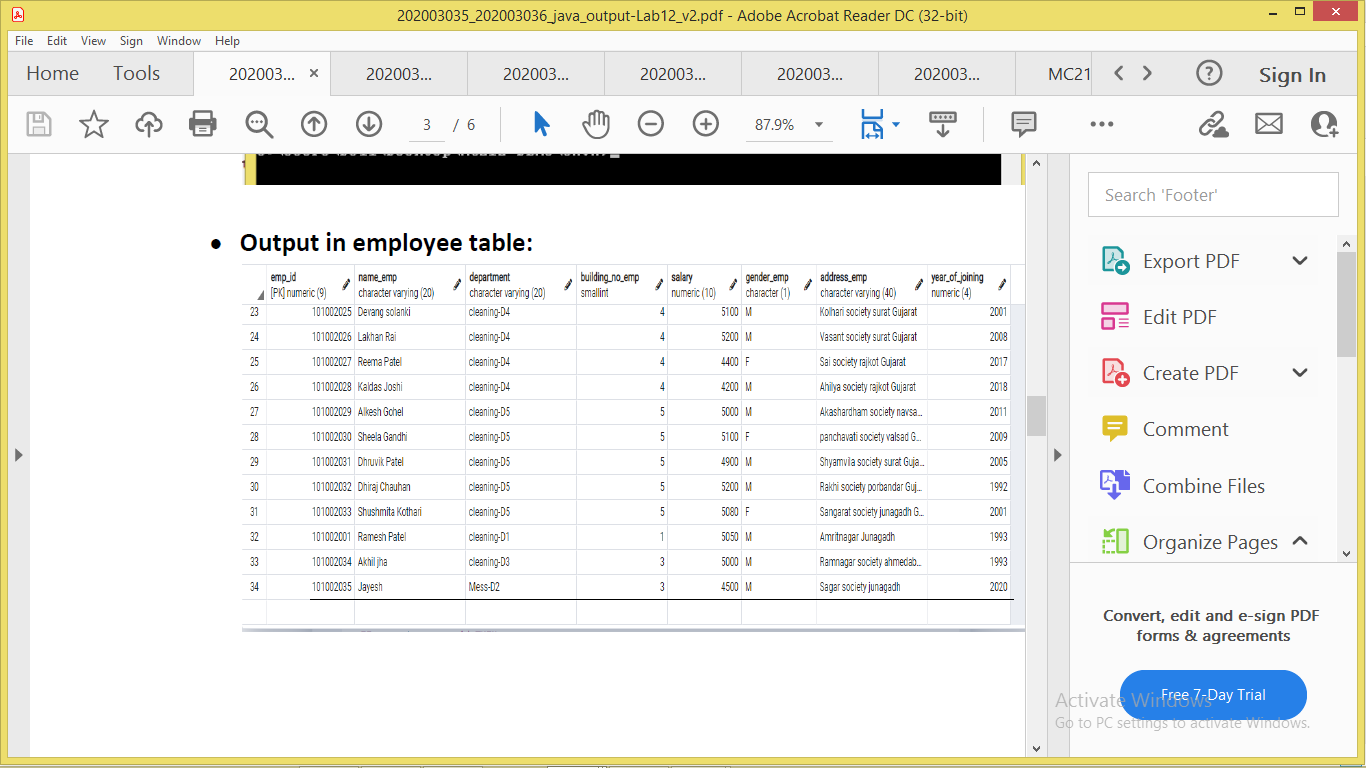 202003035_202003036_java_output-Lab12_v2.pdf - Adobe Acrobat Reader DC (32-bit)
File Edit View Sign Window Help
Home Tools 202003... × 202003... 202003... 202003... 202003... 202003... MC21 Sign In
3 / 6 87.9%
• Output in employee table:
emp_id name_emp department building_no_emp salary gender_emp address_emp year_of_joining
[PK] numeric (9) character varying (20) character varying (20) smallint numeric (10) character (1) character varying (40) numeric (4)
23 101002025 Devang solanki cleaning-D4 4 5100 M Kolhari society surat Gujarat 2001
24 101002026 Lakhan Rai cleaning-D4 4 5200 M Vasant society surat Gujarat 2008
25 101002027 Reema Patel cleaning-D4 4 4400 F Sai society rajkot Gujarat 2017
26 101002028 Kaldas Joshi cleaning-D4 4 4200 M Ahilya society rajkot Gujarat 2018
27 101002029 Alkesh Gohel cleaning-D5 5 5000 M Akashardham society navsa... 2011
28 101002030 Sheela Gandhi cleaning-D5 5 5100 F panchavati society valsad G... 2009
29 101002031 Dhruvik Patel cleaning-D5 5 4900 M Shyamvila society surat Guja... 2005
30 101002032 Dhiraj Chauhan cleaning-D5 5 5200 M Rakhi society porbandar Guj... 1992
31 101002033 Shushmita Kothari cleaning-D5 5 5080 F Sangarat society junagadh G... 2001
32 101002001 Ramesh Patel cleaning-D1 1 5050 M Amritnagar Junagadh 1993
33 101002034 Akhil jha cleaning-D3 3 5000 M Ramnagar society ahmedab... 1993
34 101002035 Jayesh Mess-D2 3 4500 M Sagar society junagadh 2020
Search 'Footer'
Export PDF
Edit PDF
Create PDF
Comment
Combine Files
Organize Pages
Convert, edit and e-sign PDF
forms & agreements
Free 7-Day Trial
Activate Windows
Go to PC settings to activate Windows.